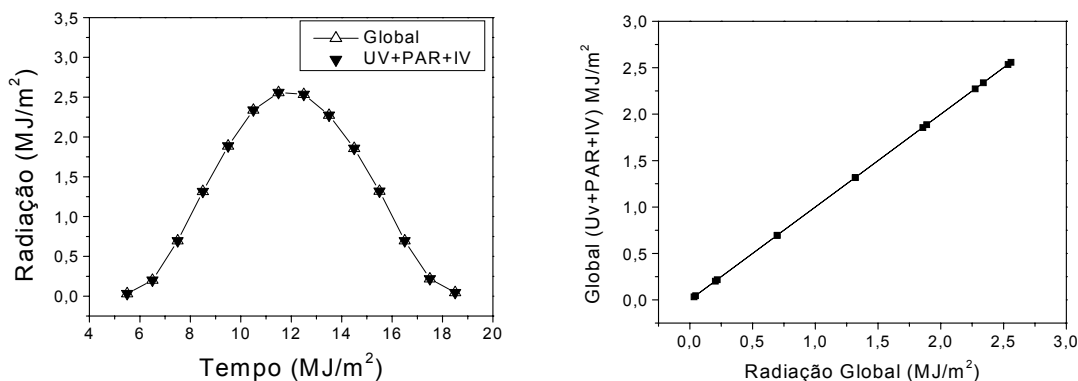 3,5
3,0
2,5
2,0
1,5
1,0
0,5
0,0
Radiação (MJ/m²)
Global
UV+PAR+IV
4 6 8 10 12 14 16 18 20
Tempo (MJ/m²)
3,0
2,5
2,0
1,5
1,0
0,5
0,0
Global (Uv+PAR+IV) MJ/m²
0,0 0,5 1,0 1,5 2,0 2,5 3,0
Radiação Global (MJ/m²)